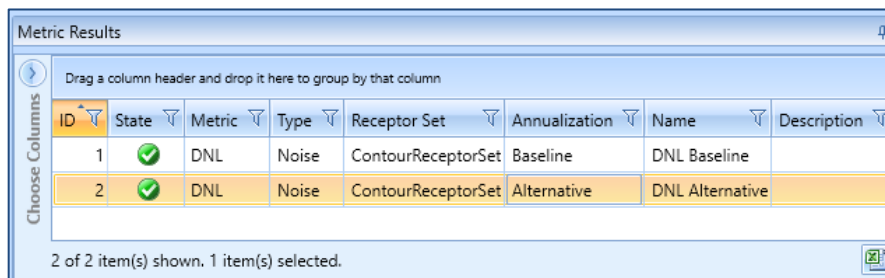 Metric Results
Drag a column header and drop it here to group by that column
Choose Columns
ID State Metric Type Receptor Set Annualization Name Description
1 DNL Noise ContourReceptorSet Baseline DNL Baseline
2 DNL Noise ContourReceptorSet Alternative DNL Alternative
2 of 2 item(s) shown. 1 item(s) selected.